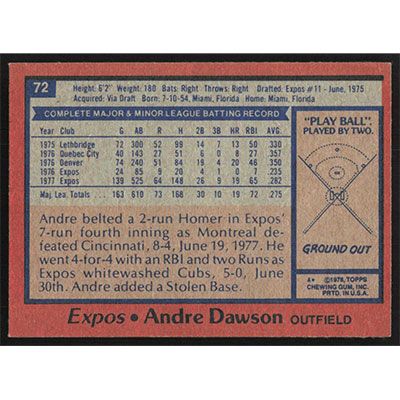 72
Height: 6'2" Weight: 180 Bats: Right Throws: Right Drafted: Expos #11-June, 1975
Acquired: Via Draft Born: 7-10-54, Miami, Florida Home: Miami, Florida
COMPLETE MAJOR & MINOR LEAGUE BATTING RECORD
Year Club G AB R H 2B 3B HR RBI AVG.
1975 Lethbridge 72 300 52 99 14 7 13 50 .330
1976 Quebec City 40 143 27 51 6 0 8 27 .357
1976 Denver 74 240 51 84 19 4 20 46 .350
1976 Expos 24 85 9 20 4 1 0 7 .235
1977 Expos 139 525 64 148 26 9 19 65 .282
Maj. Lea. Totals 163 610 73 168 30 10 19 72 .275
Andre belted a 2-run Homer in Expos'
7-run fourth inning as Montreal de-
feated Cincinnati, 8-4, June 19, 1977. He
went 4-for-4 with an RBI and two Runs as
Expos whitewashed Cubs, 5-0, June
30th. Andre added a Stolen Base.
"PLAY BALL"
PLAYED BY TWO.
GROUND OUT
A* ©1978, TOPPS
CHEWING GUM, INC.
PRTD. IN U.S.A.
Expos • Andre Dawson OUTFIELD